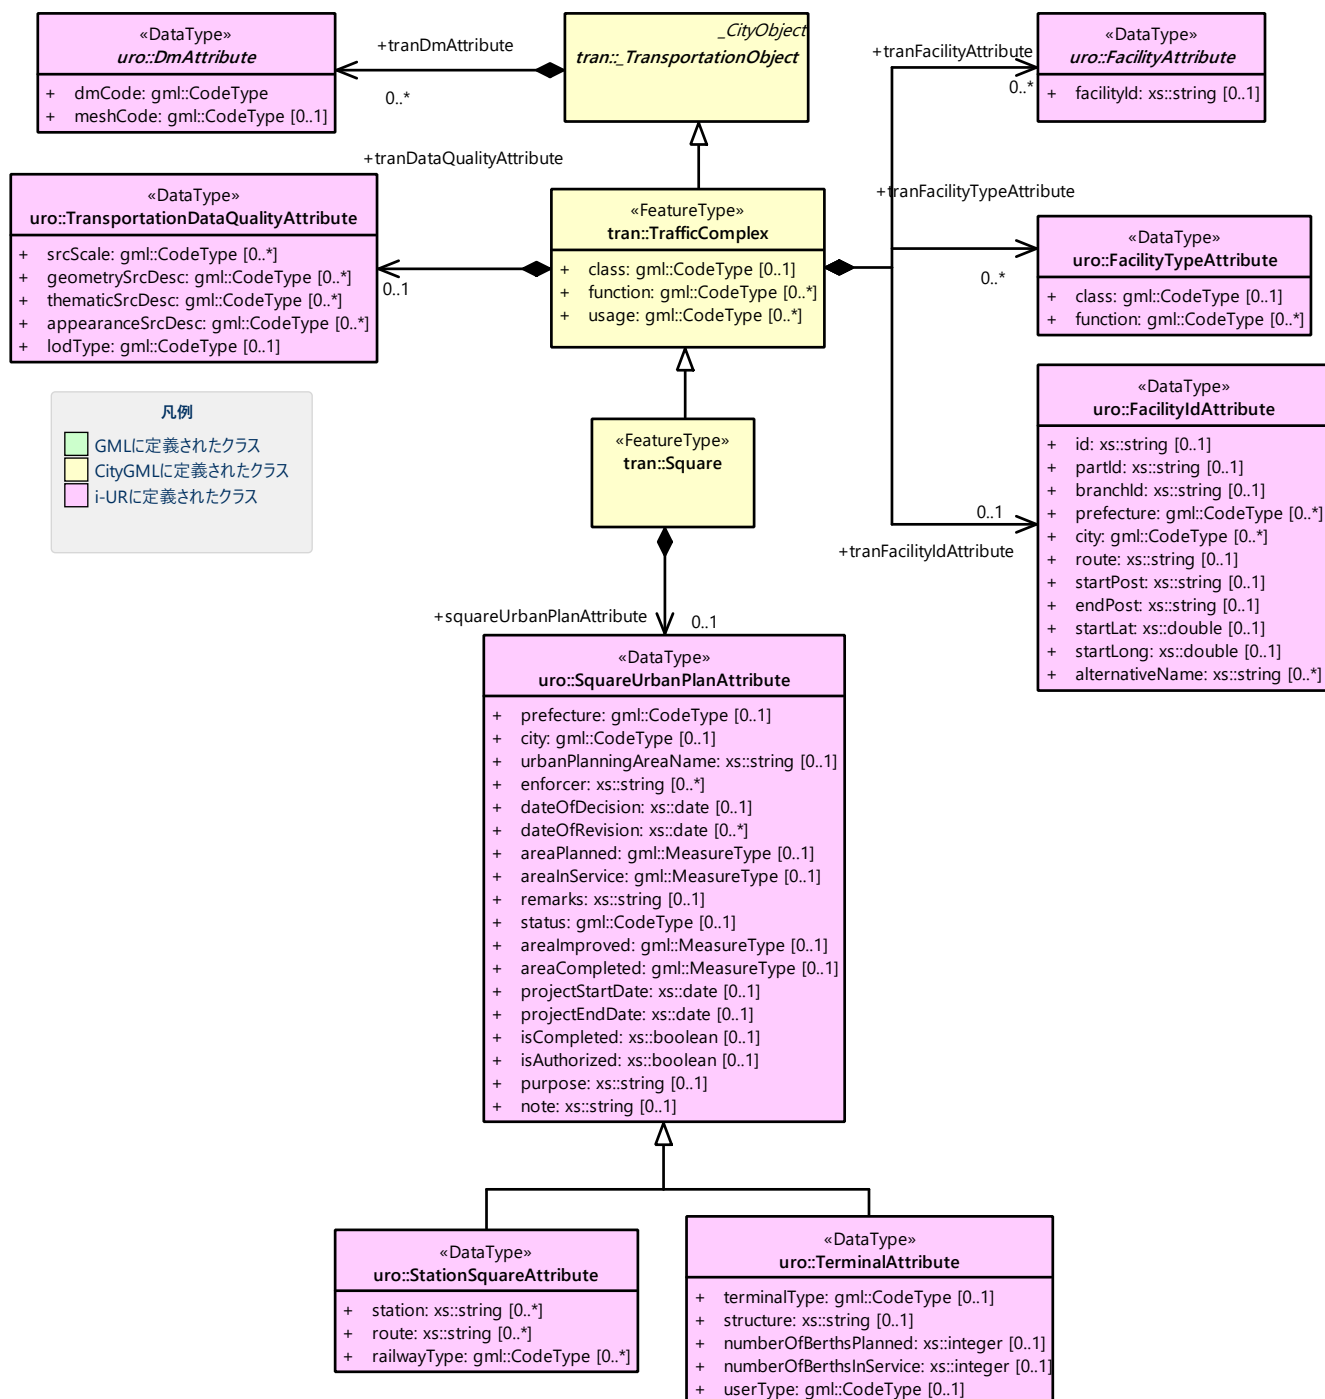 «DataType»
uro::DmAttribute
+ dmCode: gml::CodeType
+ meshCode: gml::CodeType [0..1]
+tranDmAttribute
0..*
_CityObject
tran::_TransportationObject
+tranFacilityAttribute
0..*
«DataType»
uro::FacilityAttribute
+ facilityId: xs::string [0..1]
+tranDataQualityAttribute
0..1
«DataType»
uro::TransportationDataQualityAttribute
+ srcScale: gml::CodeType [0..*]
+ geometrySrcDesc: gml::CodeType [0..*]
+ thematicSrcDesc: gml::CodeType [0..*]
+ appearanceSrcDesc: gml::CodeType [0..*]
+ lodType: gml::CodeType [0..1]
«FeatureType»
tran::TrafficComplex
+ class: gml::CodeType [0..1]
+ function: gml::CodeType [0..*]
+ usage: gml::CodeType [0..*]
+tranFacilityTypeAttribute
0..*
«DataType»
uro::FacilityTypeAttribute
+ class: gml::CodeType [0..1]
+ function: gml::CodeType [0..*]
凡例
GMLに定義されたクラス
CityGMLに定義されたクラス
i-URに定義されたクラス
«FeatureType»
tran::Square
0..1
+tranFacilityIdAttribute
«DataType»
uro::FacilityIdAttribute
+ id: xs::string [0..1]
+ partId: xs::string [0..1]
+ branchId: xs::string [0..1]
+ prefecture: gml::CodeType [0..*]
+ city: gml::CodeType [0..*]
+ route: xs::string [0..1]
+ startPost: xs::string [0..1]
+ endPost: xs::string [0..1]
+ startLat: xs::double [0..1]
+ startLong: xs::double [0..1]
+ alternativeName: xs::string [0..*]
+squareUrbanPlanAttribute
0..1
«DataType»
uro::SquareUrbanPlanAttribute
+ prefecture: gml::CodeType [0..1]
+ city: gml::CodeType [0..1]
+ urbanPlanningAreaName: xs::string [0..1]
+ enforcer: xs::string [0..*]
+ dateOfDecision: xs::date [0..1]
+ dateOfRevision: xs::date [0..*]
+ areaPlanned: gml::MeasureType [0..1]
+ areaInService: gml::MeasureType [0..1]
+ remarks: xs::string [0..1]
+ status: gml::CodeType [0..1]
+ areaImproved: gml::MeasureType [0..1]
+ areaCompleted: gml::MeasureType [0..1]
+ projectStartDate: xs::date [0..1]
+ projectEndDate: xs::date [0..1]
+ isCompleted: xs::boolean [0..1]
+ isAuthorized: xs::boolean [0..1]
+ purpose: xs::string [0..1]
+ note: xs::string [0..1]
«DataType»
uro::StationSquareAttribute
+ station: xs::string [0..*]
+ route: xs::string [0..*]
+ railwayType: gml::CodeType [0..*]
«DataType»
uro::TerminalAttribute
+ terminalType: gml::CodeType [0..1]
+ structure: xs::string [0..1]
+ numberOfBerthsPlanned: xs::integer [0..1]
+ numberOfBerthsInService: xs::integer [0..1]
+ userType: gml::CodeType [0..1]